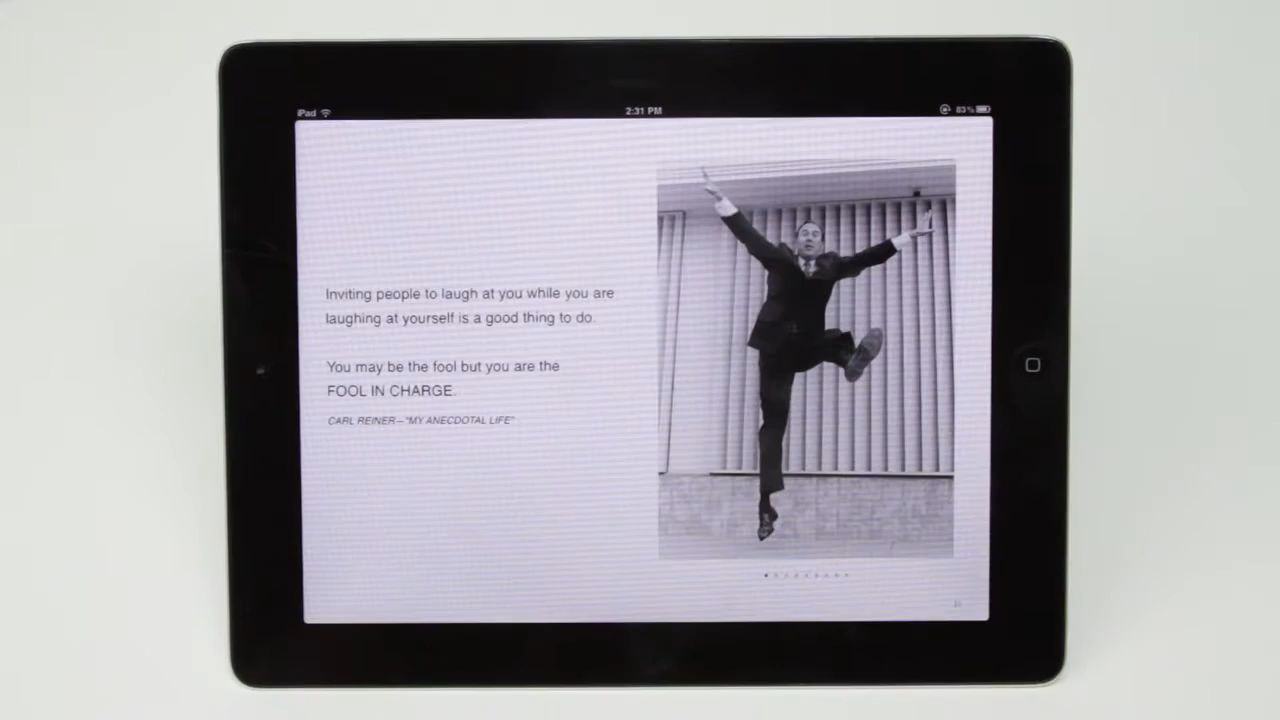 iPad
2:31 PM
83%
Inviting people to laugh at you while you are
laughing at yourself is a good thing to do.
You may be the fool but you are the
FOOL IN CHARGE.
CARL REINER – "MY ANECDOTAL LIFE"